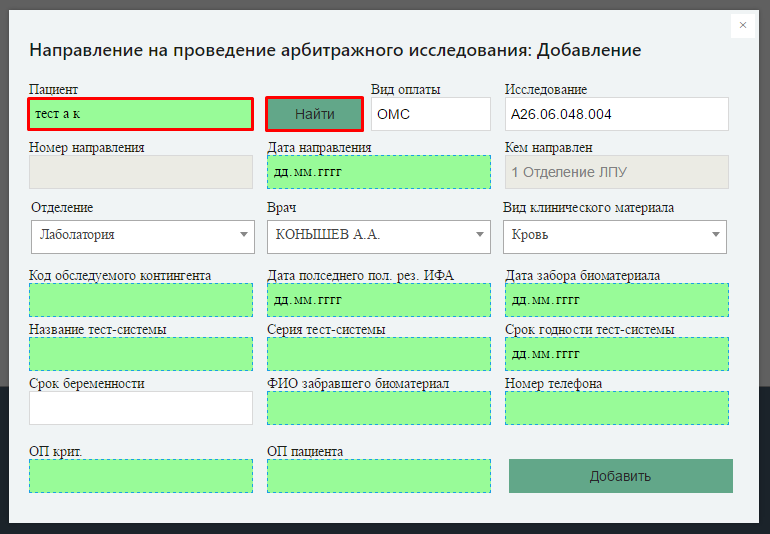 ×
Направление на проведение арбитражного исследования: Добавление
Пациент Вид оплаты Исследование
тест а к Найти ОМС A26.06.048.004
Номер направления Дата направления Кем направлен
дд.мм.гггг 1 Отделение ЛПУ
Отделение Врач Вид клинического материала
Лаболатория КОНЫШЕВ А.А. Кровь
Код обследуемого контингента Дата полседнего пол. рез. ИФА Дата забора биоматериала
дд.мм.гггг дд.мм.гггг
Название тест-системы Серия тест-системы Срок годности тест-системы
дд.мм.гггг
Срок беременности ФИО забравшего биоматериал Номер телефона
ОП крит. ОП пациента
Добавить